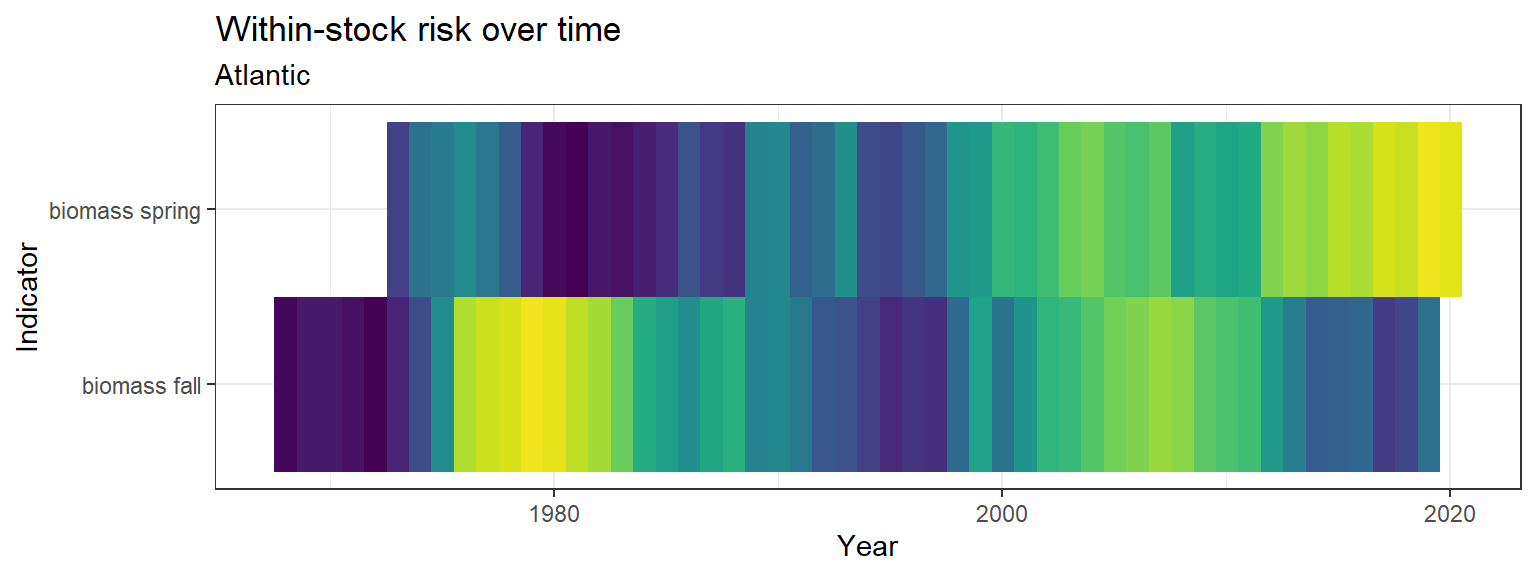 Within-stock risk over time
Atlantic
Indicator
biomass spring
biomass fall
1980 2000 2020
Year